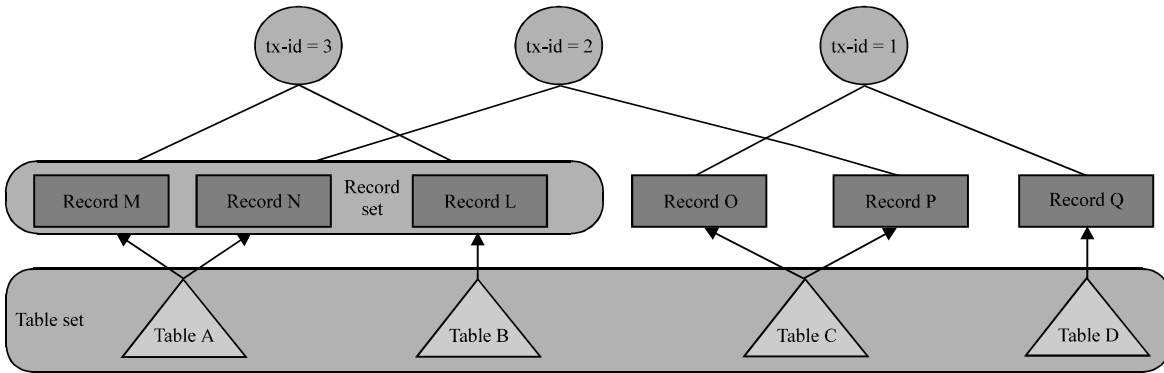 tx-id = 3
tx-id = 2
tx-id = 1
Record M
Record N
Record
set
Record L
Record O
Record P
Record Q
Table set
Table A
Table B
Table C
Table D